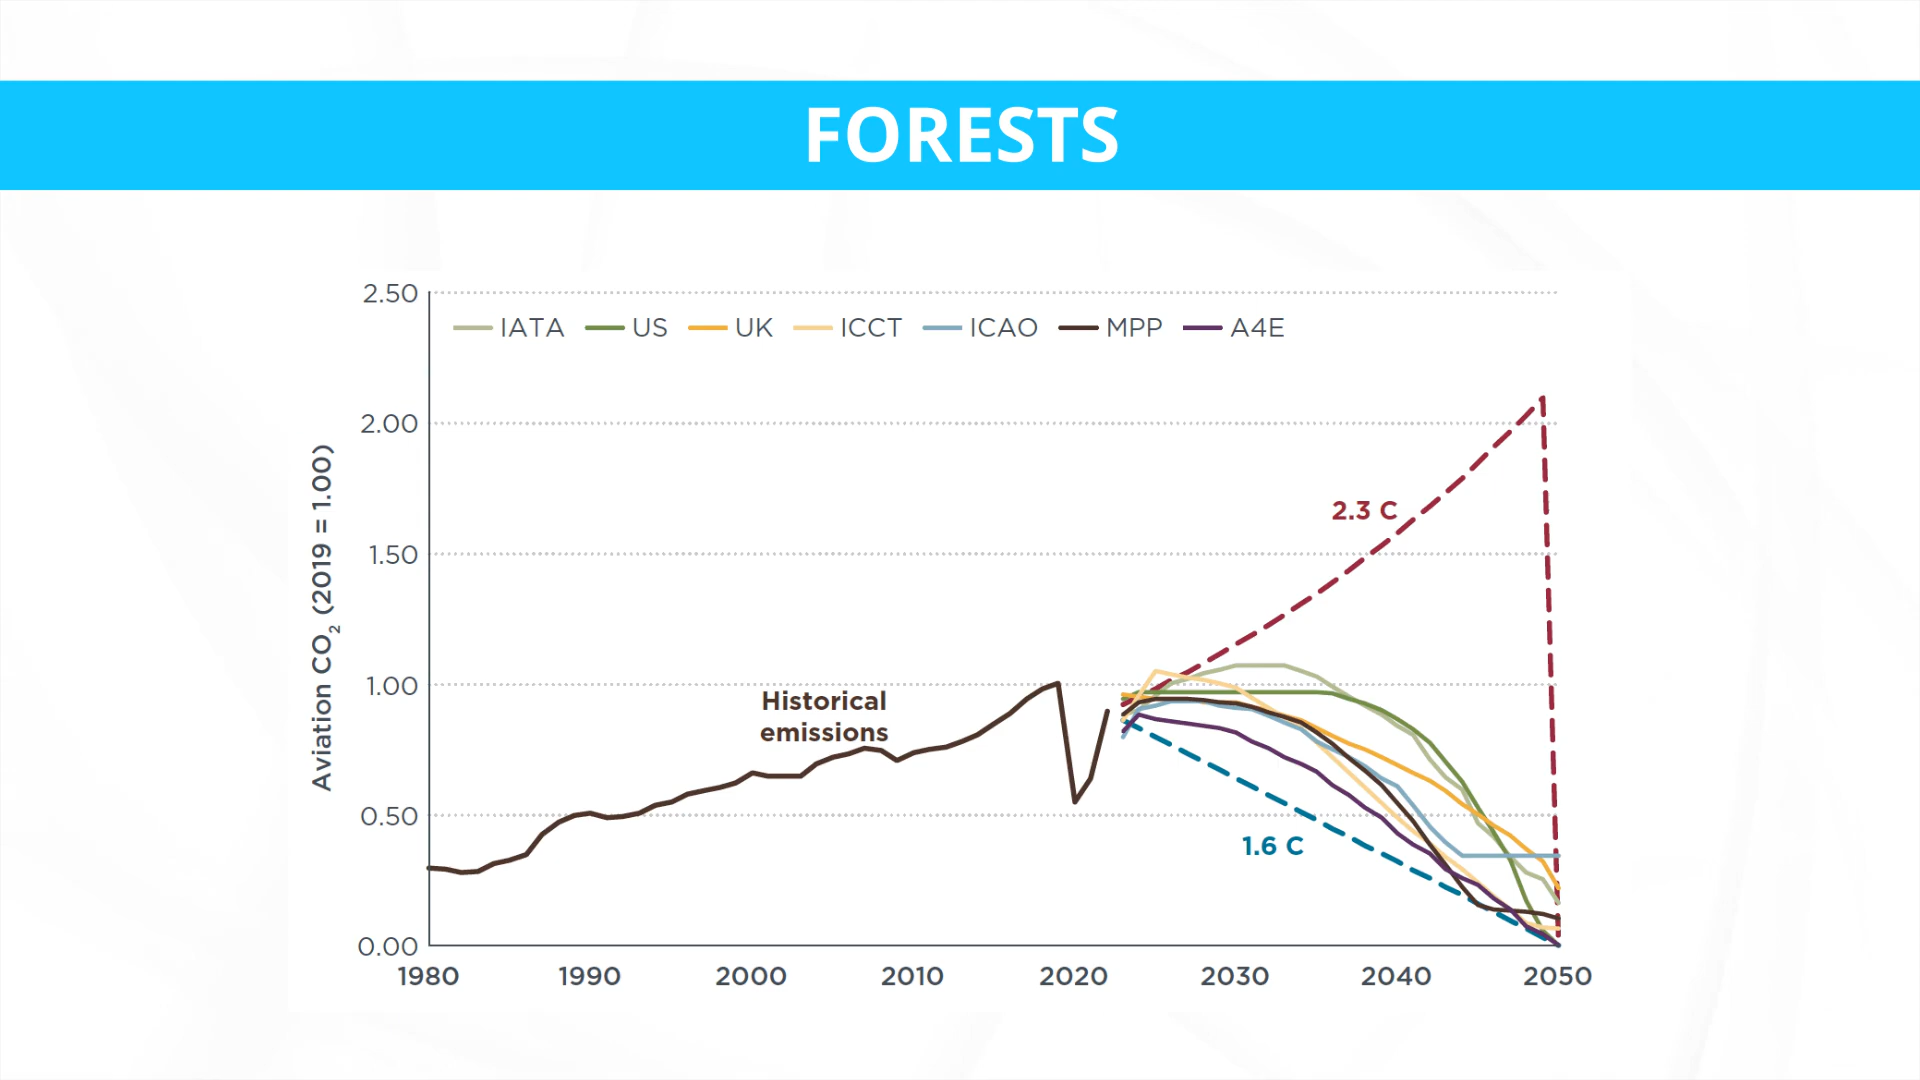 FORESTS
2.50
IATA US UK ICCT ICAO MPP A4E
2.00
2.3 C
1.50
Aviation CO₂ (2019 = 1.00)
1.00
Historical
emissions
0.50
1.6 C
0.00
1980 1990 2000 2010 2020 2030 2040 2050